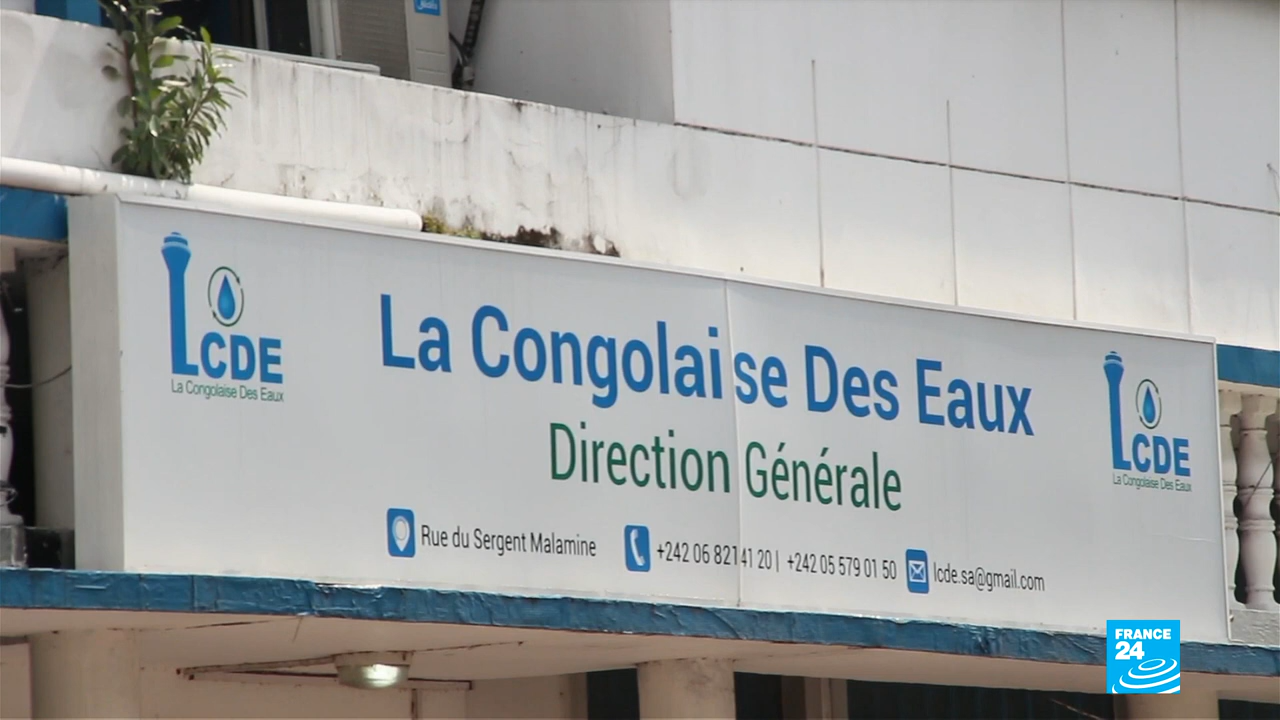 LCDE
La Congolaise Des Eaux
La Congolaise Des Eaux
Direction Générale
Rue du Sergent Malamine
+242 06 821 41 20 | +242 05 579 01 50
lcde.sa@gmail.com
LCDE
La Congolaise Des Eaux
FRANCE
24